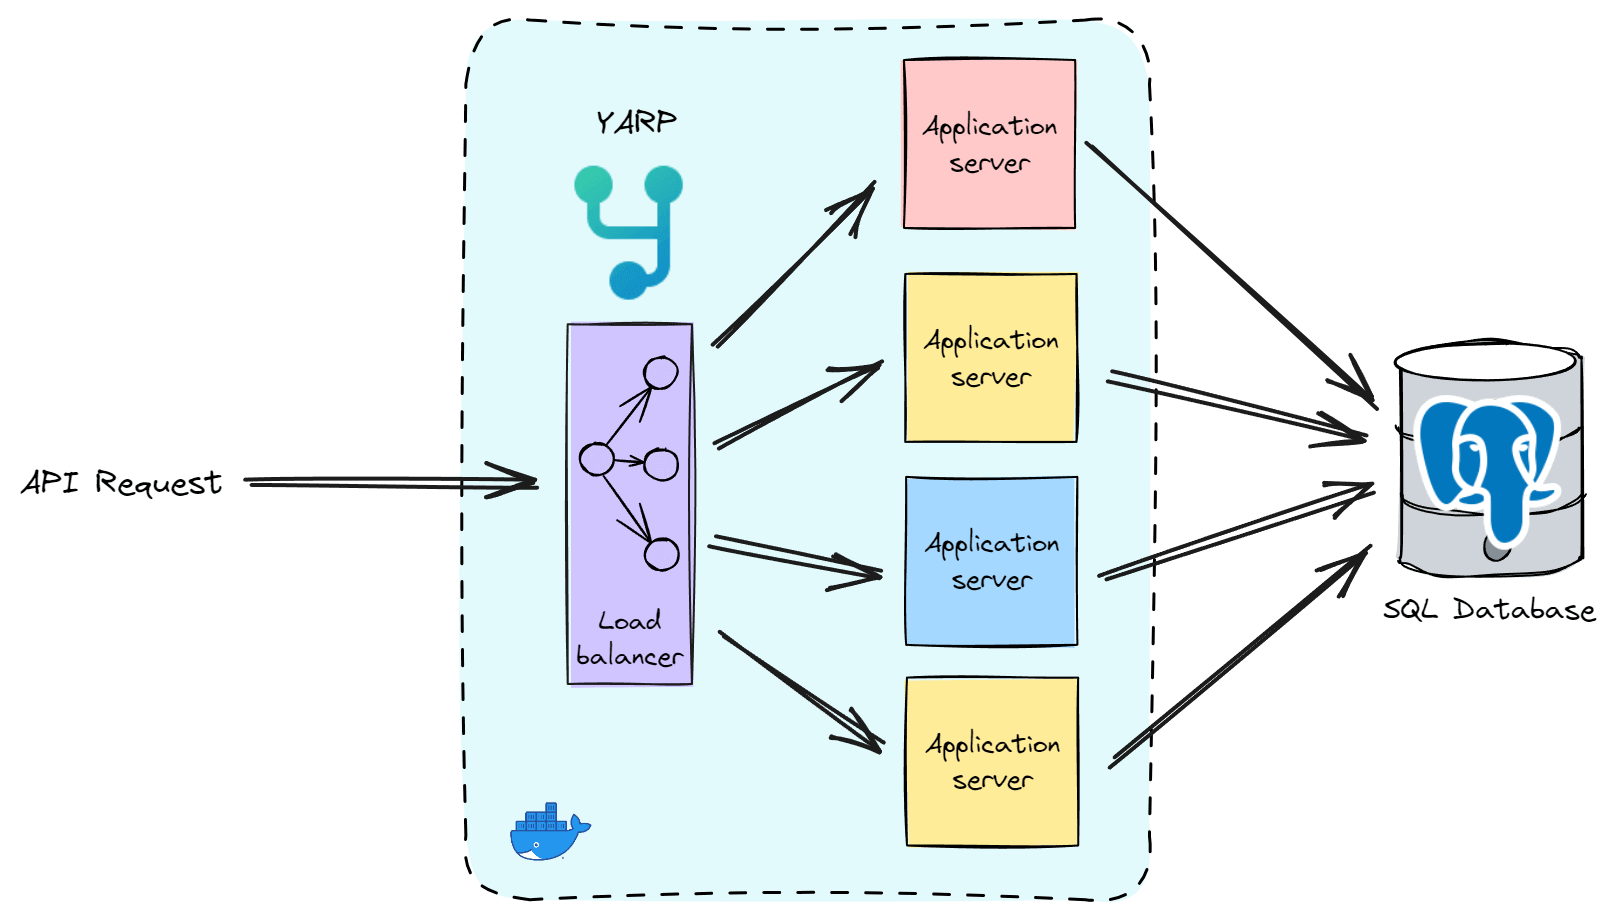 YARP
API Request
Load
balancer
Application
server
Application
server
Application
server
Application
server
SQL Database